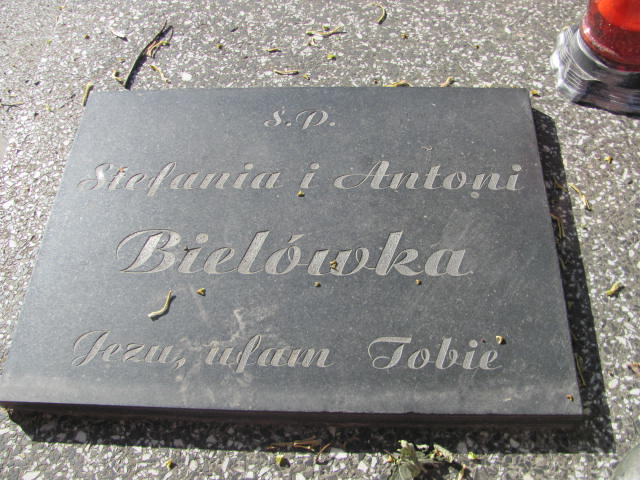 ś.p.
Stefania i Antoni
Bielówka
Jezu, ufam Tobie